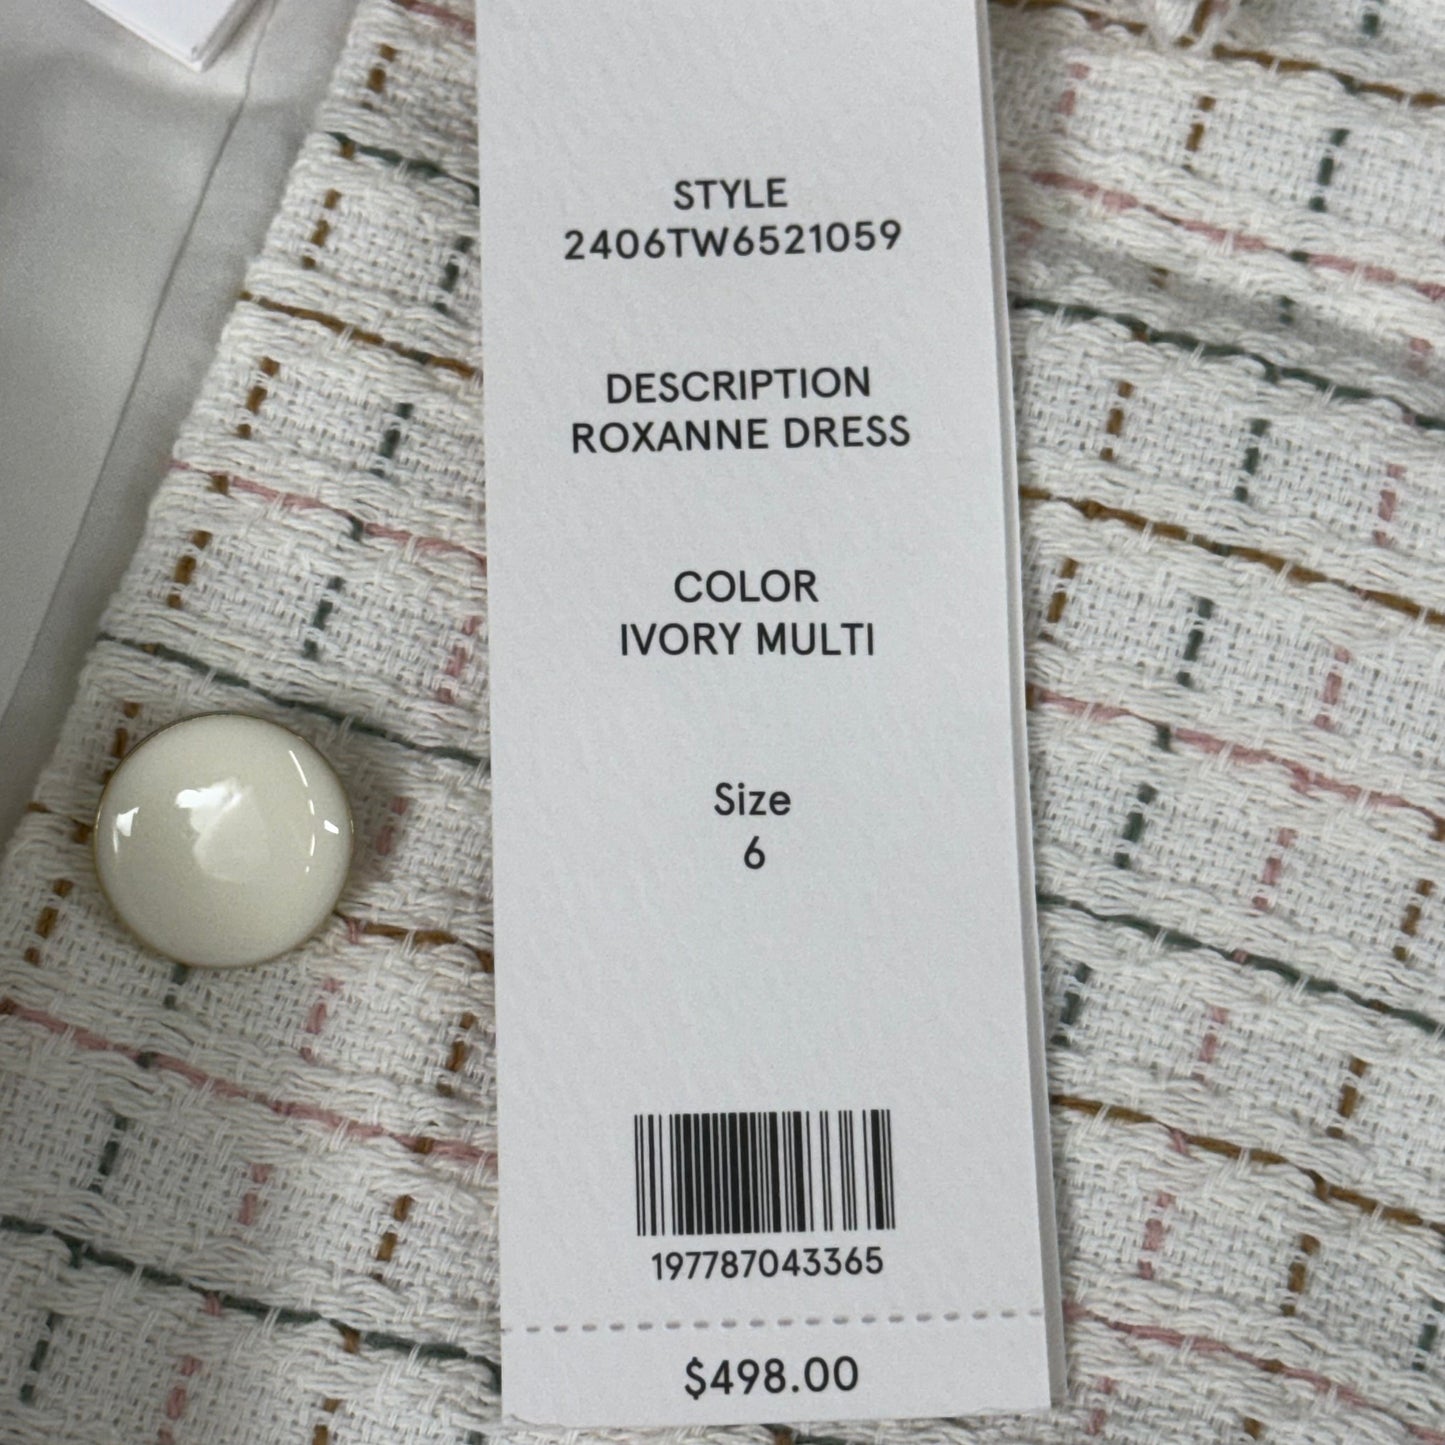 STYLE
2406TW6521059
DESCRIPTION
ROXANNE DRESS
COLOR
IVORY MULTI
Size
6
197787043365
$498.00